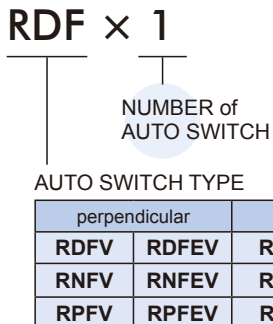 RDF × 1
NUMBER of
AUTO SWITCH
AUTO SWITCH TYPE
perpendicular
RDFV RDFEV R
RNFV RNFEV R
RPFV RPFEV R